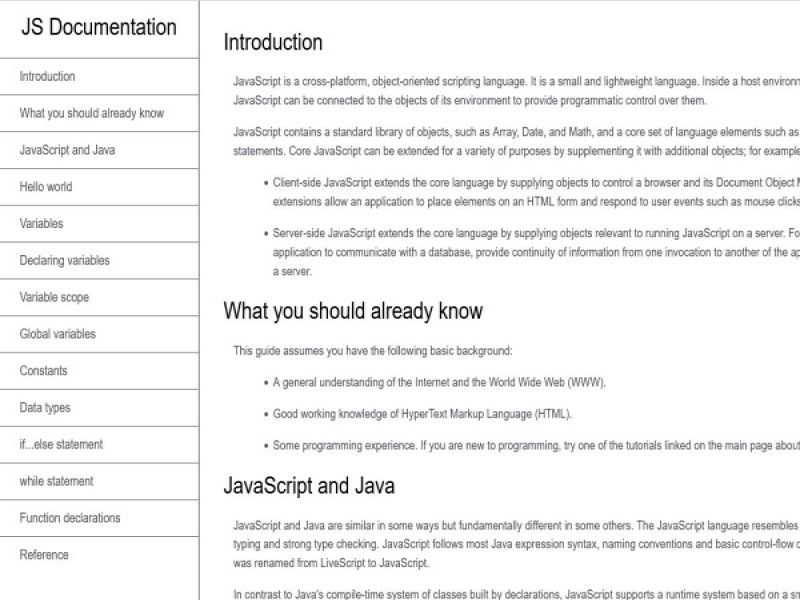 JS Documentation
Introduction
What you should already know
JavaScript and Java
Hello world
Variables
Declaring variables
Variable scope
Global variables
Constants
Data types
if...else statement
while statement
Function declarations
Reference
Introduction
JavaScript is a cross-platform, object-oriented scripting language. It is a small and lightweight language. Inside a host
JavaScript can be connected to the objects of its environment to provide programmatic control over them.
JavaScript contains a standard library of objects, such as Array, Date, and Math, and a core set of language elements such as
statements. Core JavaScript can be extended for a variety of purposes by supplementing it with additional objects; for example
• Client-side JavaScript extends the core language by supplying objects to control a browser and its Document Object
extensions allow an application to place elements on an HTML form and respond to user events such as mouse clicks
• Server-side JavaScript extends the core language by supplying objects relevant to running JavaScript on a server.
application to communicate with a database, provide continuity of information from one invocation to another of the
a server.
What you should already know
This guide assumes you have the following basic background:
• A general understanding of the Internet and the World Wide Web (WWW).
• Good working knowledge of HyperText Markup Language (HTML).
• Some programming experience. If you are new to programming, try one of the tutorials linked on the main page about
JavaScript and Java
JavaScript and Java are similar in some ways but fundamentally different in some others. The JavaScript language resembles
typing and strong type checking. JavaScript follows most Java expression syntax, naming conventions and basic control-flow
was renamed from LiveScript to JavaScript.
In contrast to Java's compile-time system of classes built by declarations, JavaScript supports a runtime system based on a